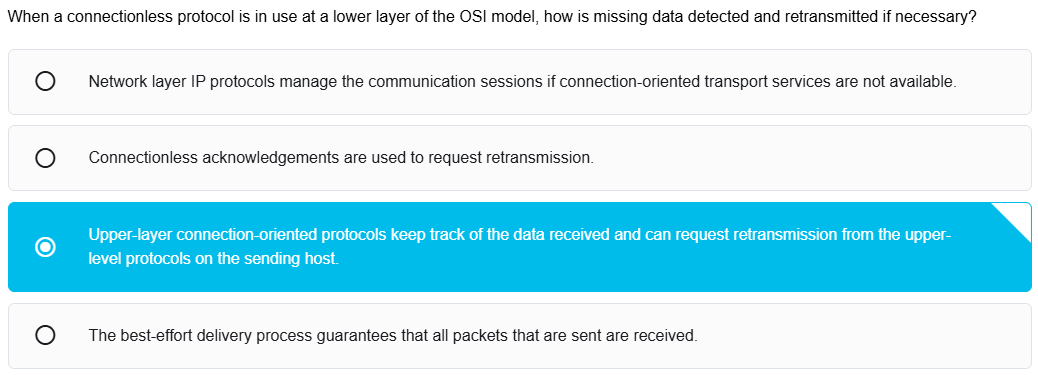 When a connectionless protocol is in use at a lower layer of the OSI model, how is missing data detected and retransmitted if necessary?
Network layer IP protocols manage the communication sessions if connection-oriented transport services are not available.
Connectionless acknowledgements are used to request retransmission.
Upper-layer connection-oriented protocols keep track of the data received and can request retransmission from the upper-
level protocols on the sending host.
The best-effort delivery process guarantees that all packets that are sent are received.